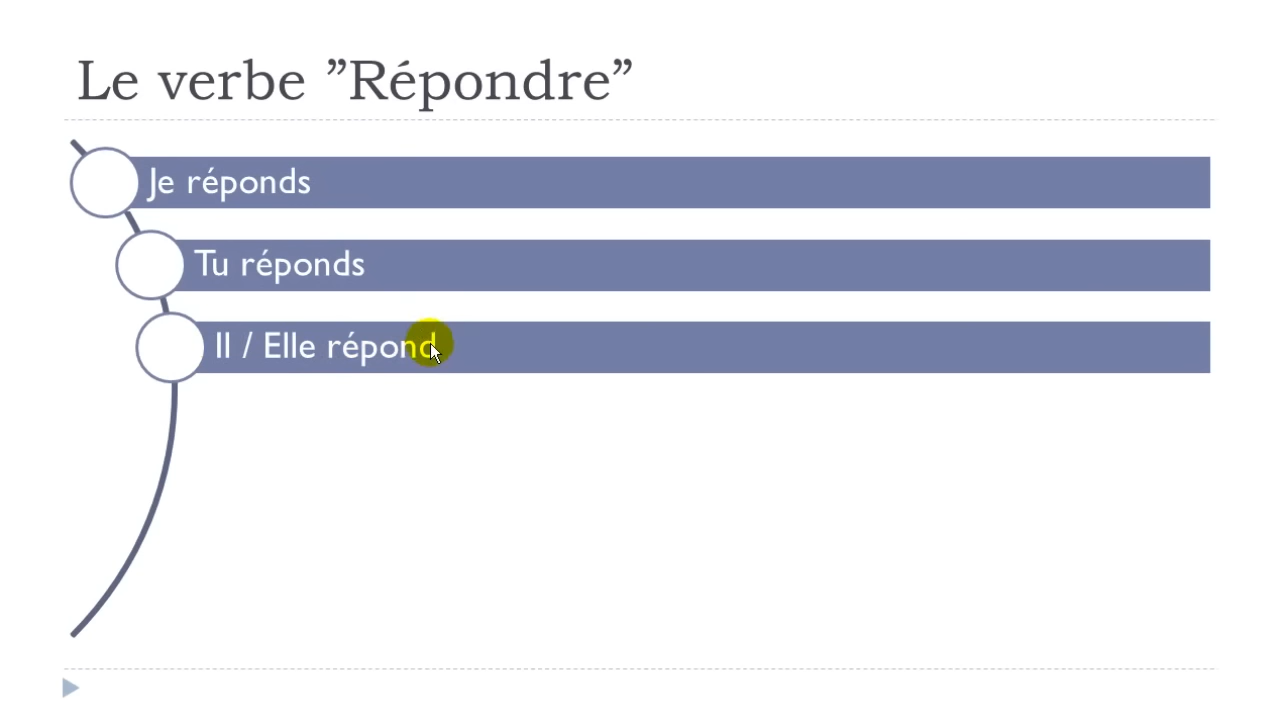 Le verbe ”Répondre”
Je réponds
Tu réponds
Il / Elle répond